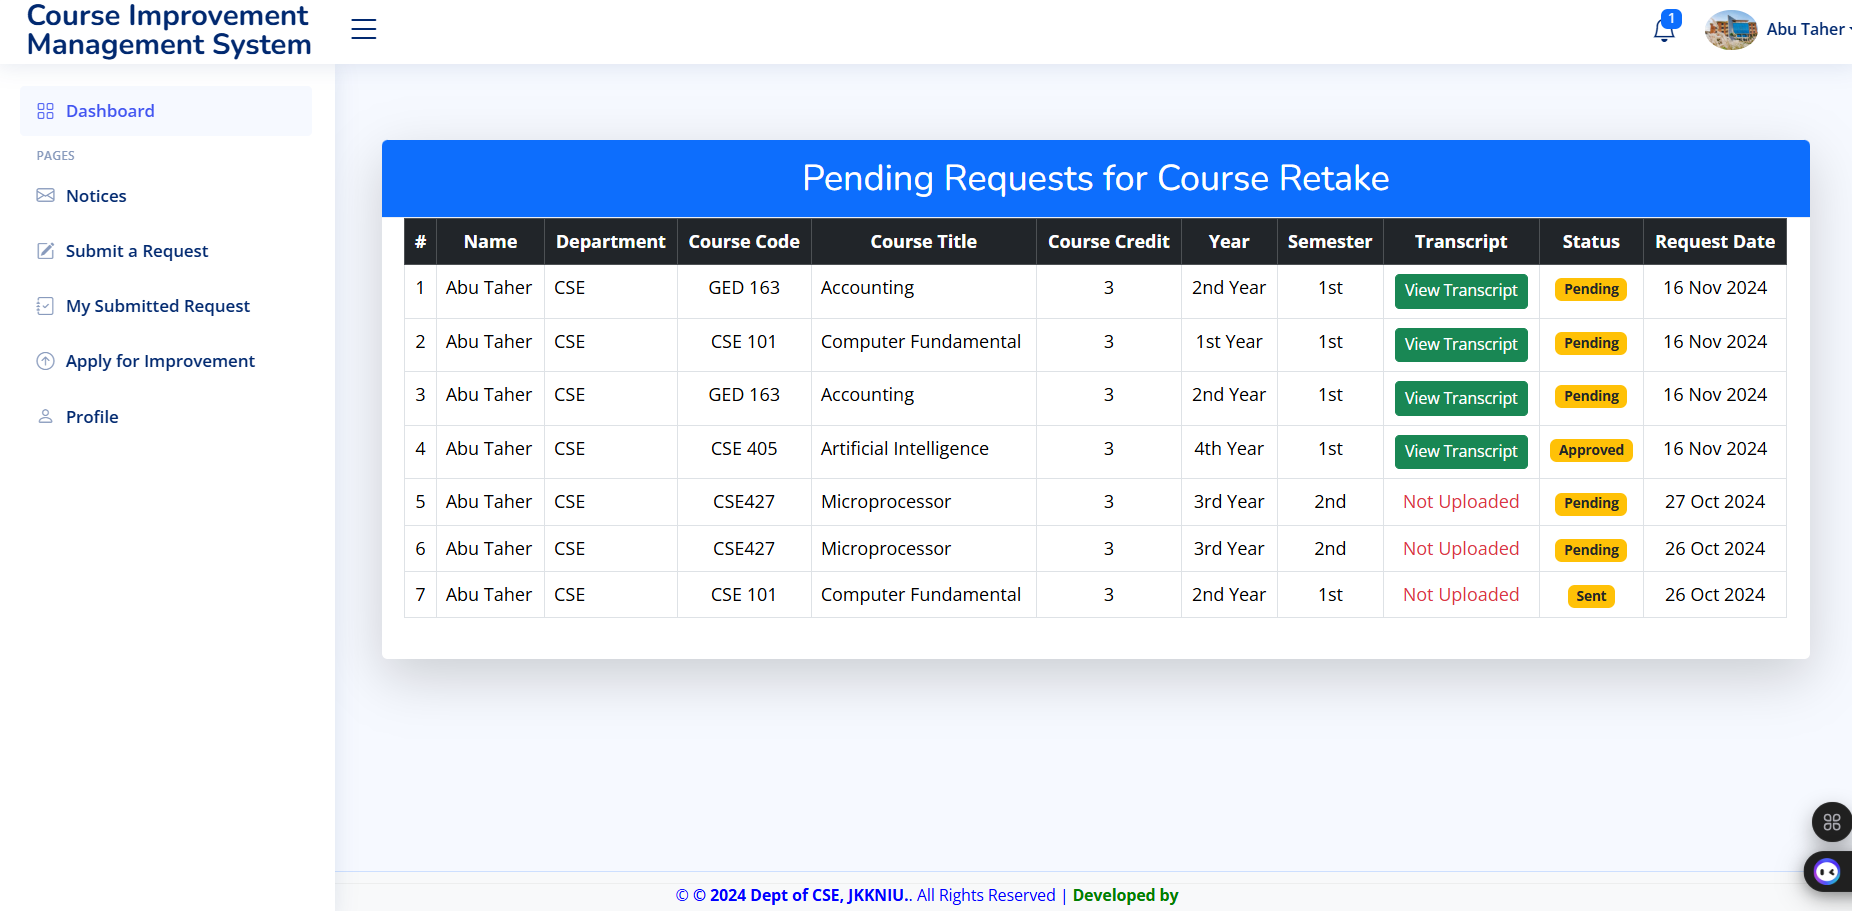 Course Improvement
Management System
1
Abu Taher
Dashboard
PAGES
Notices
Submit a Request
My Submitted Request
Apply for Improvement
Profile
Pending Requests for Course Retake
# Name Department Course Code Course Title Course Credit Year Semester Transcript Status Request Date
1 Abu Taher CSE GED 163 Accounting 3 2nd Year 1st View Transcript Pending 16 Nov 2024
2 Abu Taher CSE CSE 101 Computer Fundamental 3 1st Year 1st View Transcript Pending 16 Nov 2024
3 Abu Taher CSE GED 163 Accounting 3 2nd Year 1st View Transcript Pending 16 Nov 2024
4 Abu Taher CSE CSE 405 Artificial Intelligence 3 4th Year 1st View Transcript Approved 16 Nov 2024
5 Abu Taher CSE CSE427 Microprocessor 3 3rd Year 2nd Not Uploaded Pending 27 Oct 2024
6 Abu Taher CSE CSE427 Microprocessor 3 3rd Year 2nd Not Uploaded Pending 26 Oct 2024
7 Abu Taher CSE CSE 101 Computer Fundamental 3 2nd Year 1st Not Uploaded Sent 26 Oct 2024
© © 2024 Dept of CSE, JKKNIU.. All Rights Reserved | Developed by